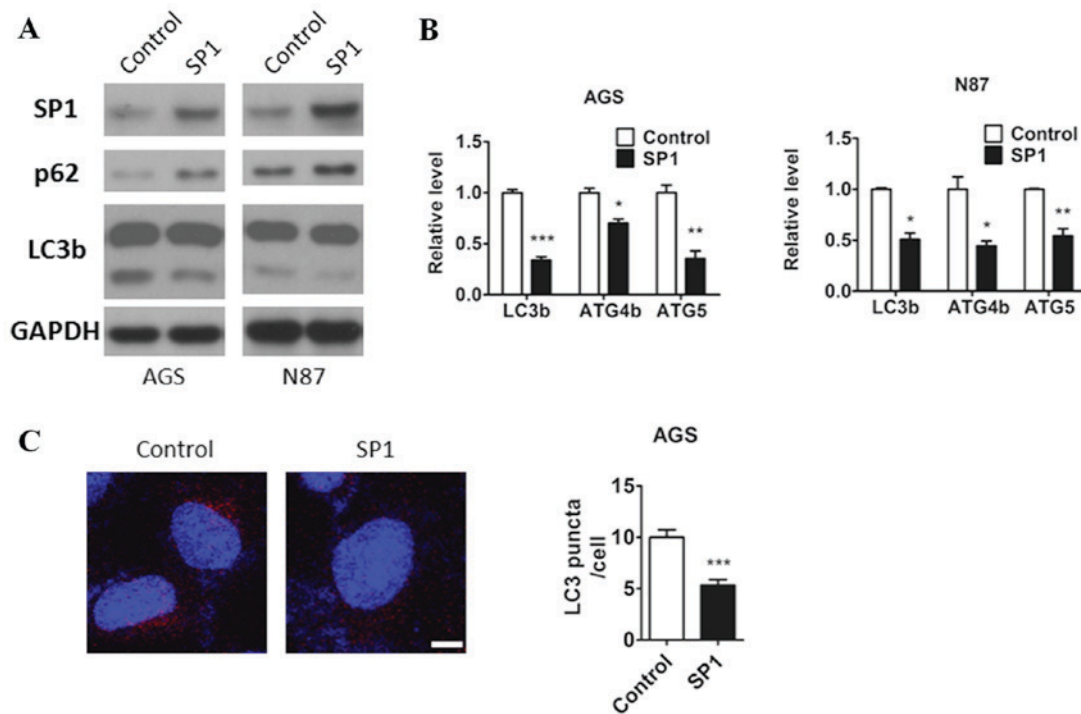 A
Control SP1 Control SP1
SP1
p62
LC3b
GAPDH
AGS N87
B
AGS
Control
SP1
Relative level
1.5
1.0
0.5
0.0
*** * **
LC3b ATG4b ATG5
N87
Control
SP1
Relative level
1.5
1.0
0.5
0.0
* * **
LC3b ATG4b ATG5
C
Control SP1
AGS
LC3 puncta
/cell
15
10
5
0
***
Control SP1